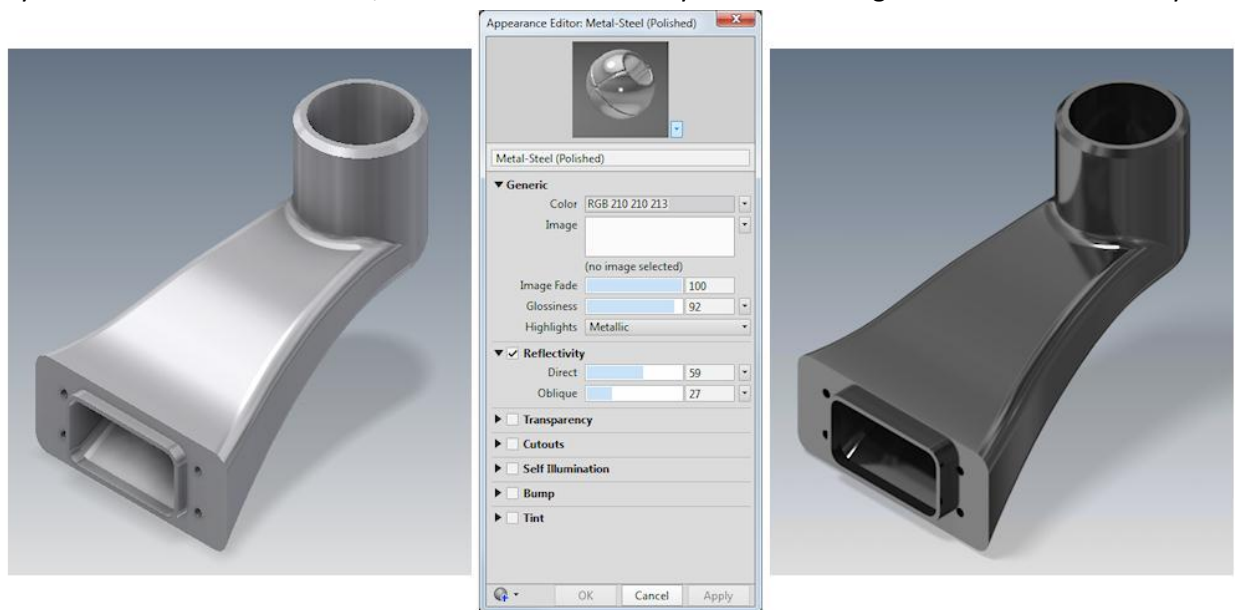 Appearance Editor: Metal-Steel (Polished)
Metal-Steel (Polished)
Generic
Color RGB 210 210 213
Image
(no image selected)
Image Fade 100
Glossiness 92
Highlights Metallic
Reflectivity
Direct 59
Oblique 27
Transparency
Cutouts
Self Illumination
Bump
Tint
OK Cancel Apply